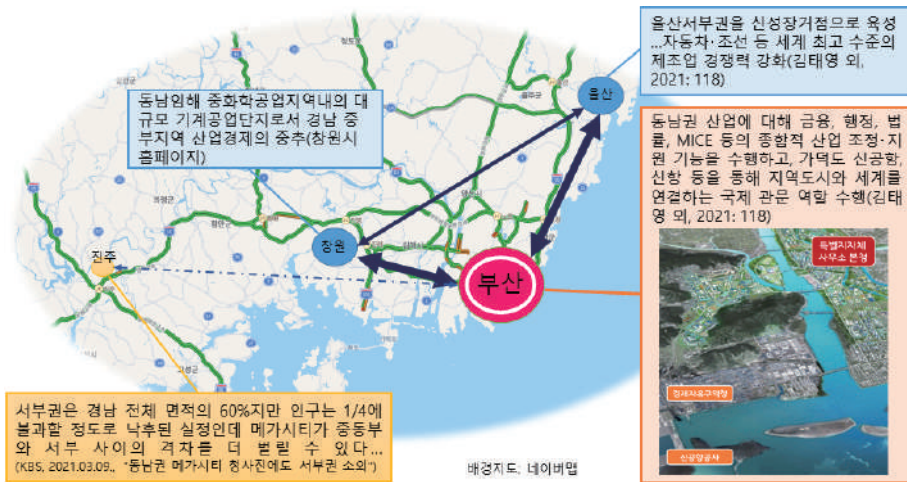 울산서부권을 신성장거점으로 육성
...자동차·조선 등 세계 최고 수준의
제조업 경쟁력 강화(김태영 외,
2021: 118)
동남임해 중화학공업지역내의 대
규모 기계공업단지로서 경남 중
부지역 산업경제의 중추(창원시
홈페이지)
울산
창원
진주
부산
동남권 산업에 대해 금융, 행정, 법
률, MICE 등의 종합적 산업 조정·지
원 기능을 수행하고, 가덕도 신공항,
신항 등을 통해 지역도시와 세계를
연결하는 국제 관문 역할 수행(김태
영 외, 2021: 118)
특별지자체
사무소 본점
경제자유구역청
신공항공사
고성군
서부권은 경남 전체 면적의 60%지만 인구는 1/4에
불과할 정도로 낙후된 실정인데 메가시티가 중동부
와 서부 사이의 격차를 더 벌릴 수 있다...
(KBS, 2021.03.09., "동남권 메가시티 청사진에도 서부권 소외")
배경지도: 네이버맵